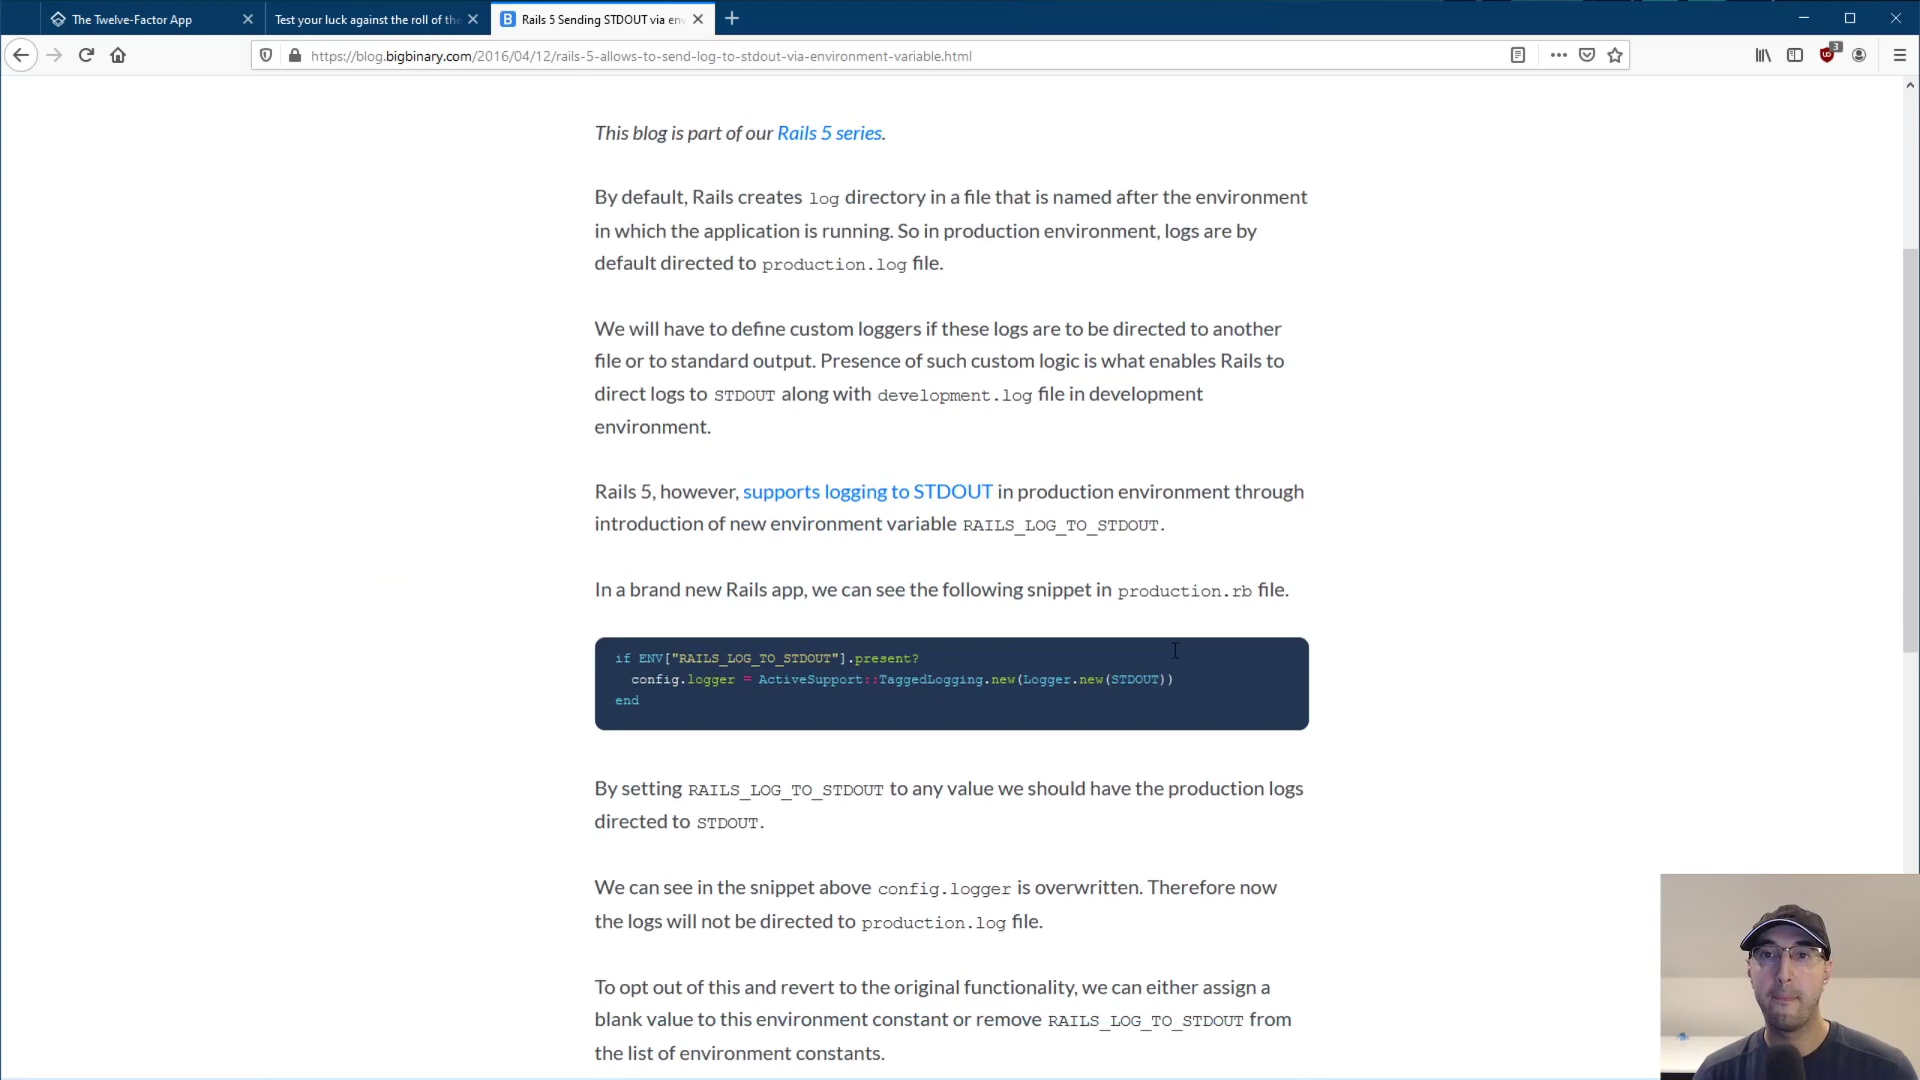 The Twelve-Factor App
Test your luck against the roll of the
Rails 5 Sending STDOUT via en
https://blog.bigbinary.com/2016/04/12/rails-5-allows-to-send-log-to-stdout-via-environment-variable.html
3
This blog is part of our Rails 5 series.
By default, Rails creates log directory in a file that is named after the environment
in which the application is running. So in production environment, logs are by
default directed to production.log file.
We will have to define custom loggers if these logs are to be directed to another
file or to standard output. Presence of such custom logic is what enables Rails to
direct logs to STDOUT along with development.log file in development
environment.
Rails 5, however, supports logging to STDOUT in production environment through
introduction of new environment variable RAILS_LOG_TO_STDOUT.
In a brand new Rails app, we can see the following snippet in production.rb file.
if ENV["RAILS_LOG_TO_STDOUT"].present?
config.logger = ActiveSupport::TaggedLogging.new(Logger.new(STDOUT))
end
By setting RAILS_LOG_TO_STDOUT to any value we should have the production logs
directed to STDOUT.
We can see in the snippet above config.logger is overwritten. Therefore now
the logs will not be directed to production.log file.
To opt out of this and revert to the original functionality, we can either assign a
blank value to this environment constant or remove RAILS_LOG_TO_STDOUT from
the list of environment constants.